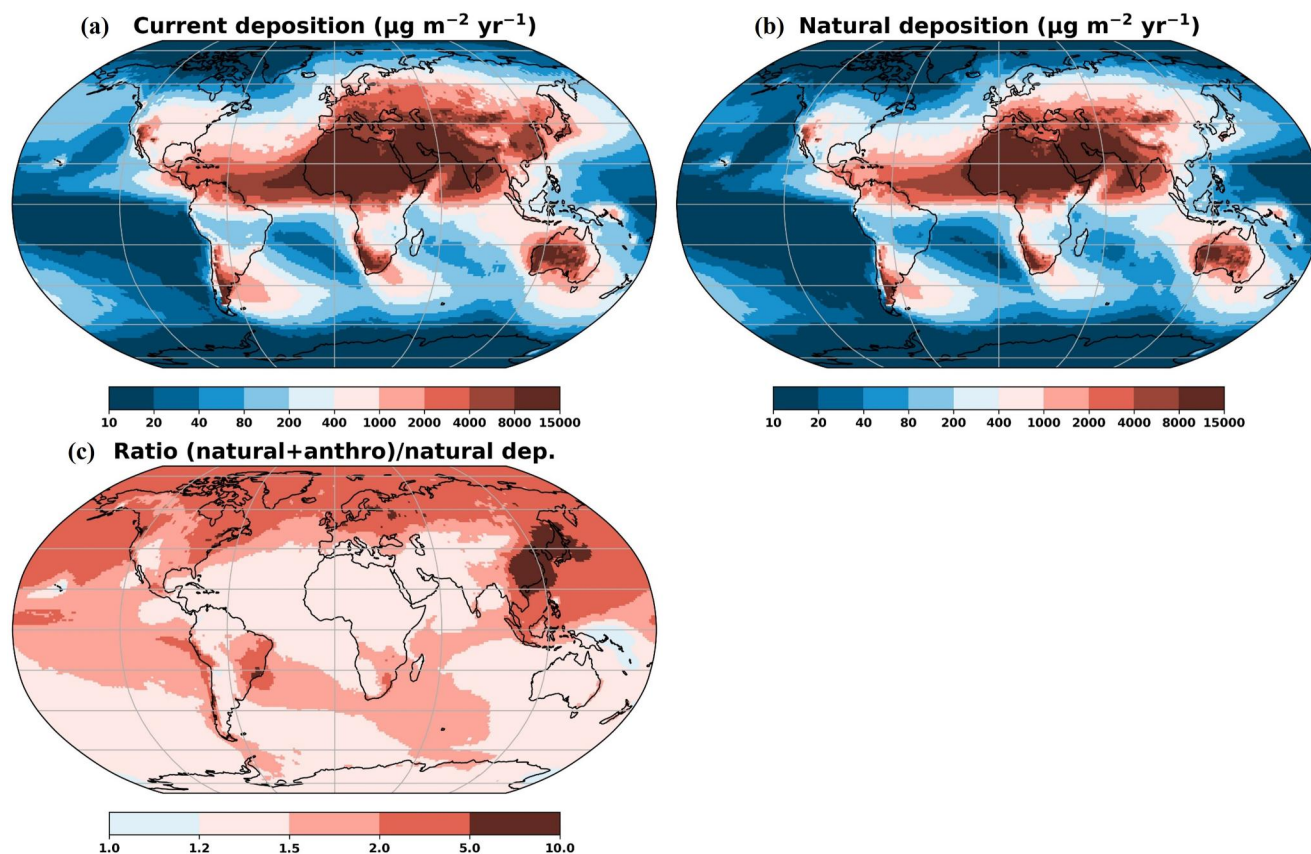 (a) Current deposition (µg m⁻² yr⁻¹)
(b) Natural deposition (µg m⁻² yr⁻¹)
10 20 40 80 200 400 1000 2000 4000 8000 15000
10 20 40 80 200 400 1000 2000 4000 8000 15000
(c) Ratio (natural+anthro)/natural dep.
1.0 1.2 1.5 2.0 5.0 10.0